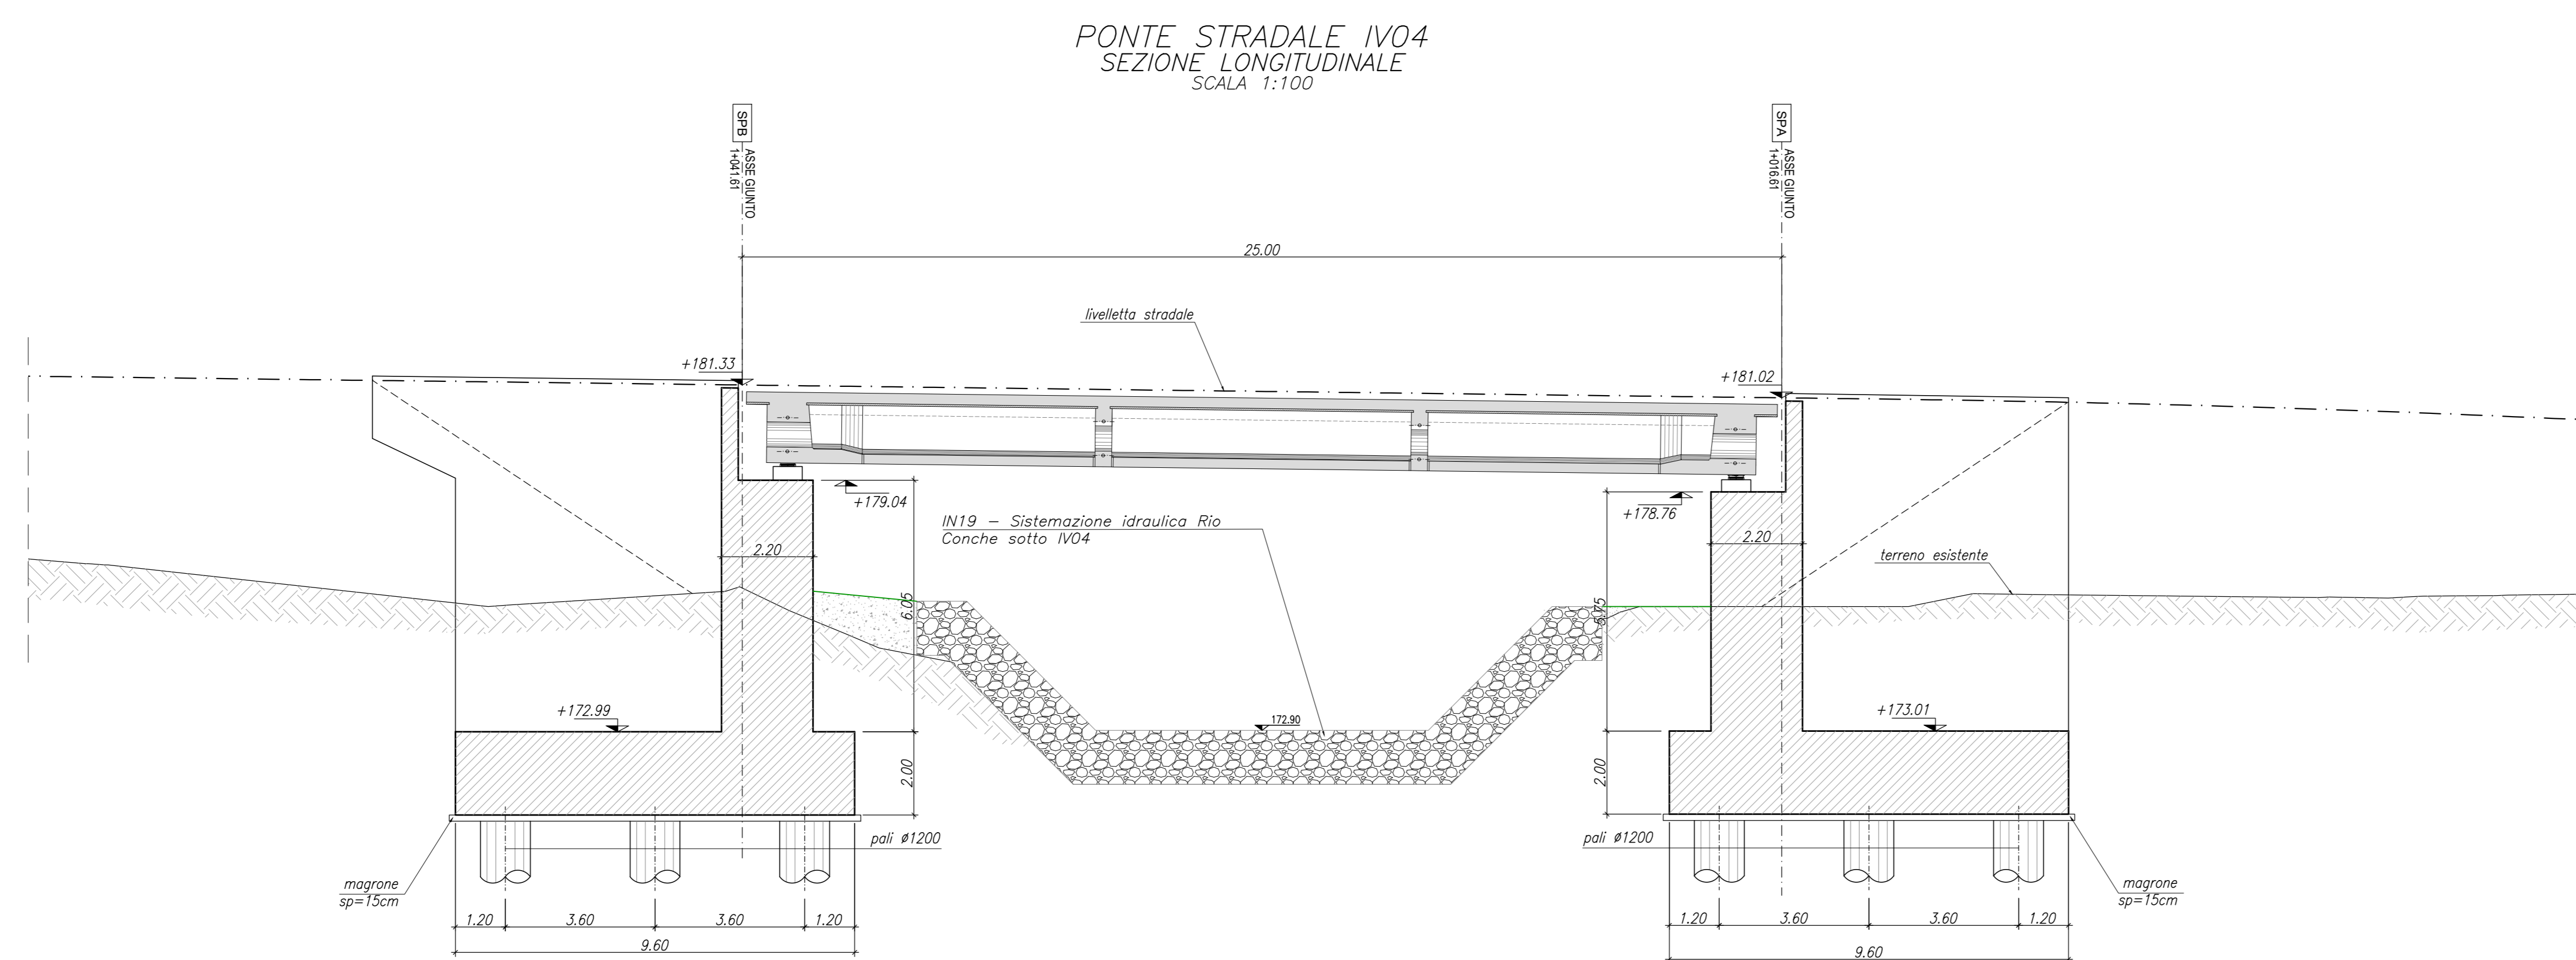 PONTE STRADALE IV04
SEZIONE LONGITUDINALE
SCALA 1:100
SPB
ASSE GIUNTO
1+041.61
SPA
ASSE GIUNTO
1+016.61
25.00
livelletta stradale
+181.33
+181.02
+179.04
+178.76
IN19 – Sistemazione idraulica Rio
Conche sotto IV04
2.20
2.20
terreno esistente
6.05
5.75
+172.99
172.90
+173.01
2.00
2.00
pali ø1200
pali ø1200
magrone
sp=15cm
magrone
sp=15cm
1.20
3.60
3.60
1.20
1.20
3.60
3.60
1.20
9.60
9.60